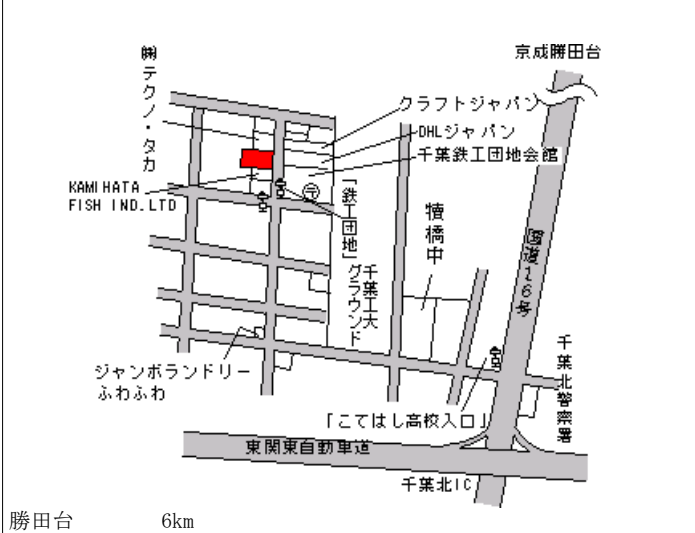 京成勝田台
㈱テクノ・タカ
クラフトジャパン
DHLジャパン
千葉鉄工団地会館
KAMIHATA
FISH IND.LTD
〒
「鉄工団地」
千葉工大
グラウンド
犢橋中
国道16号
ジャンボランドリー
ふわふわ
千葉北警察署
「こてはし高校入口」
東関東自動車道
千葉北IC
勝田台 6km